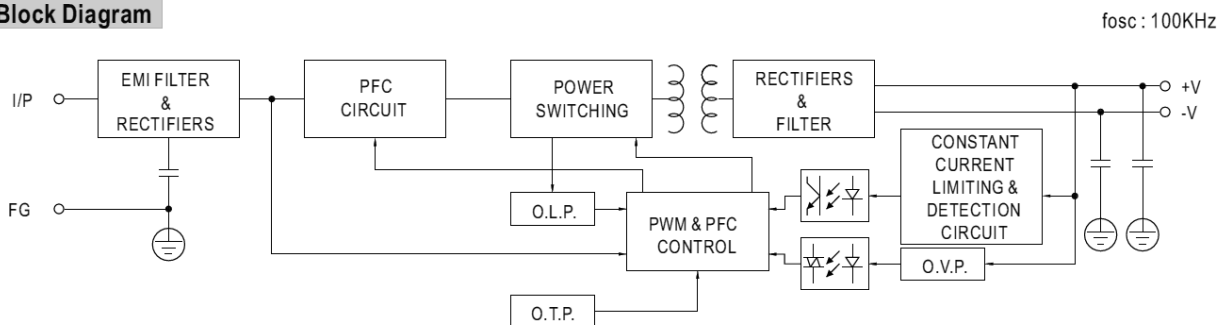 Block Diagram
fosc : 100KHz
I/P
EMI FILTER
&
RECTIFIERS
PFC
CIRCUIT
POWER
SWITCHING
RECTIFIERS
&
FILTER
+V
-V
CONSTANT
CURRENT
LIMITING &
DETECTION
CIRCUIT
FG
O.L.P.
PWM & PFC
CONTROL
O.V.P.
O.T.P.